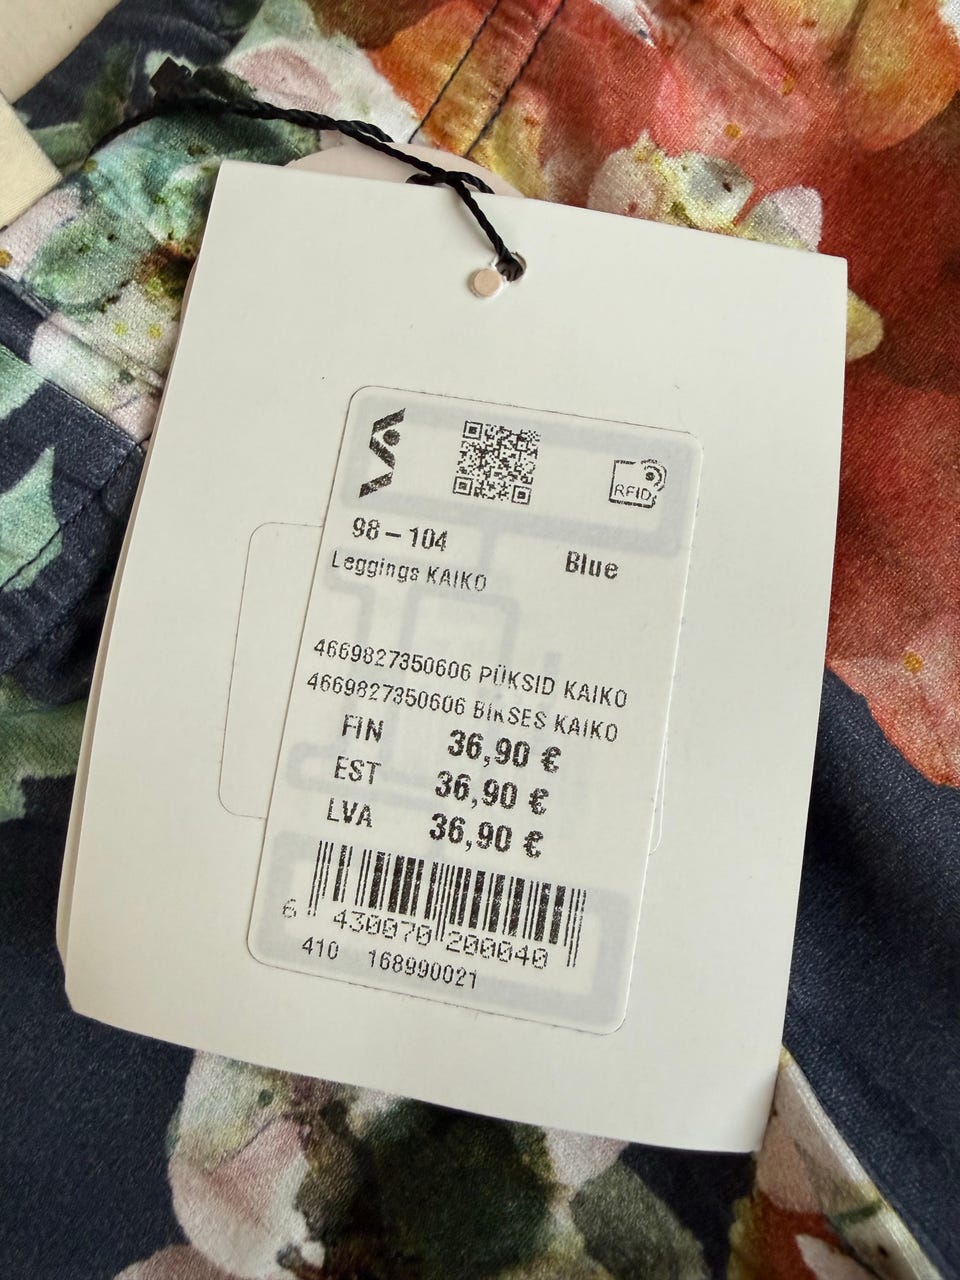 RFID
98 – 104
Blue
Leggings KAIKO
4669827350606 PÜKSID KAIKO
4669827350606 BIKSES KAIKO
FIN 36,90 €
EST 36,90 €
LVA 36,90 €
6 430070 200040
410 168990021